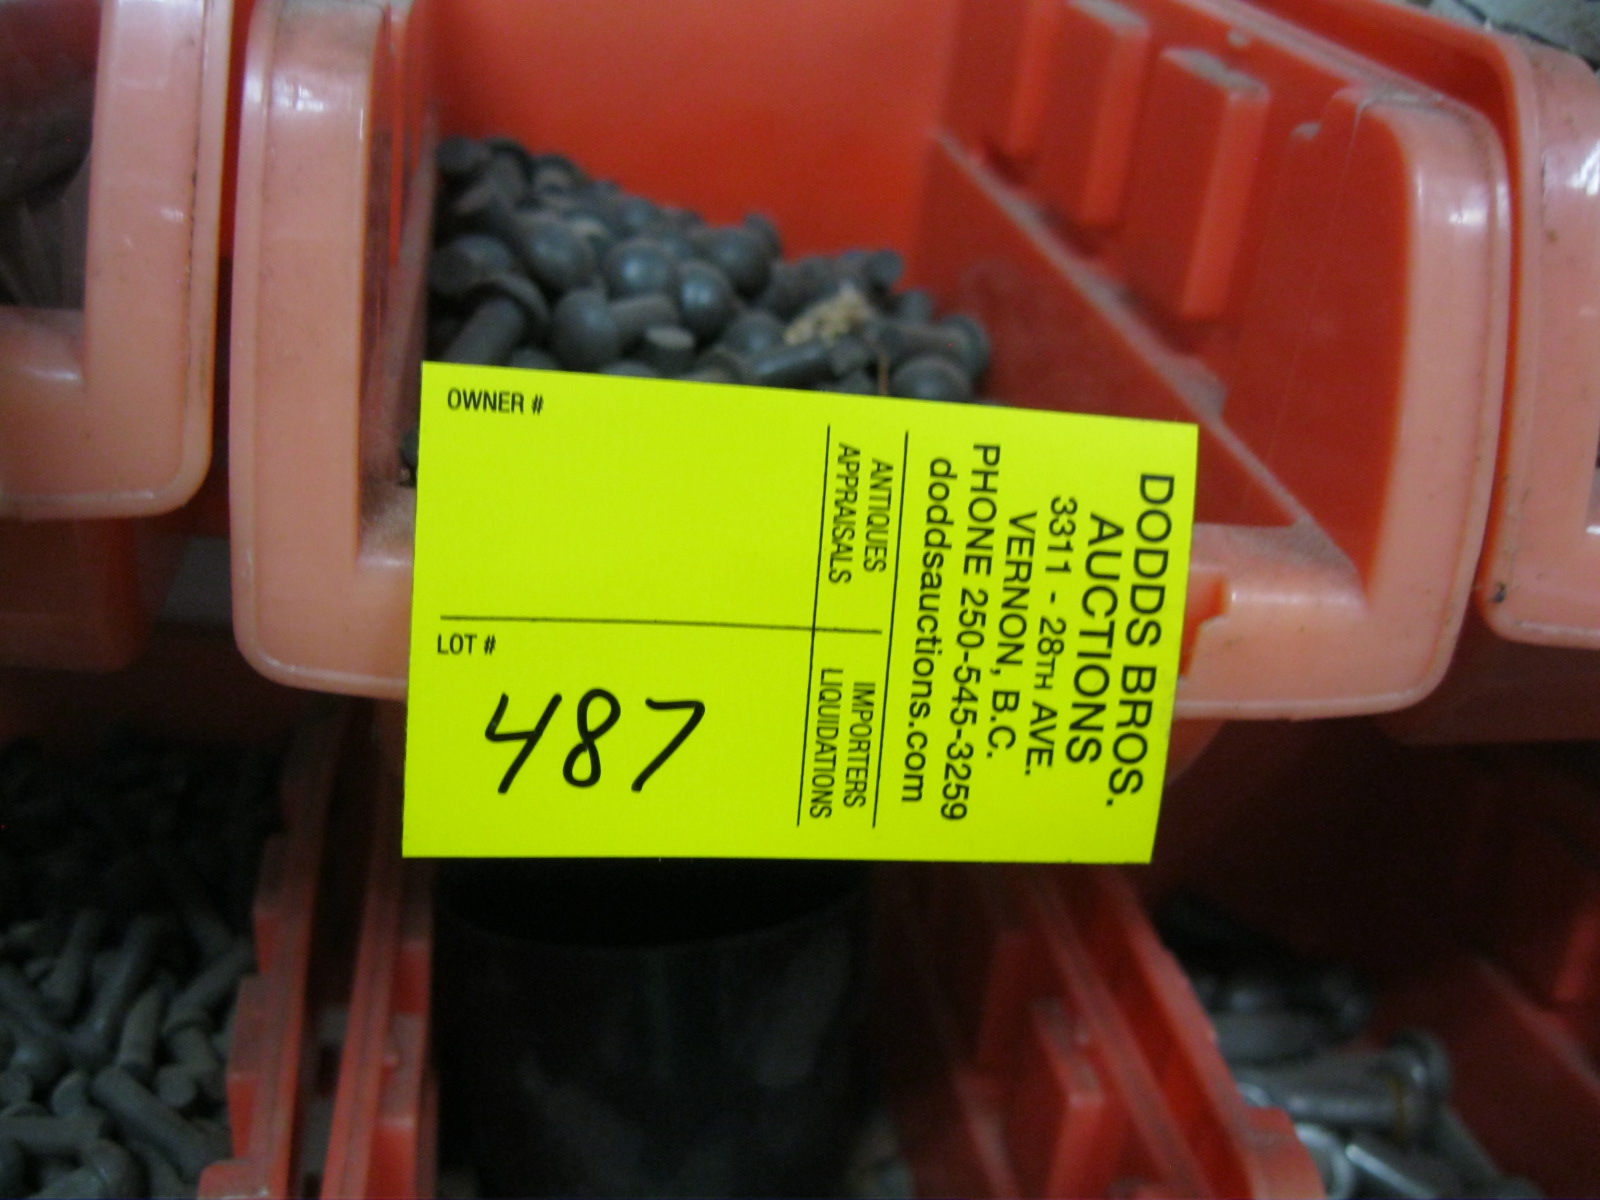 DODDS BROS.
AUCTIONS
3311 - 28TH AVE.
VERNON, B.C.
PHONE 250-545-3259
doddsauctions.com
ANTIQUES
APPRAISALS
IMPORTERS
LIQUIDATIONS
OWNER #
LOT #
487